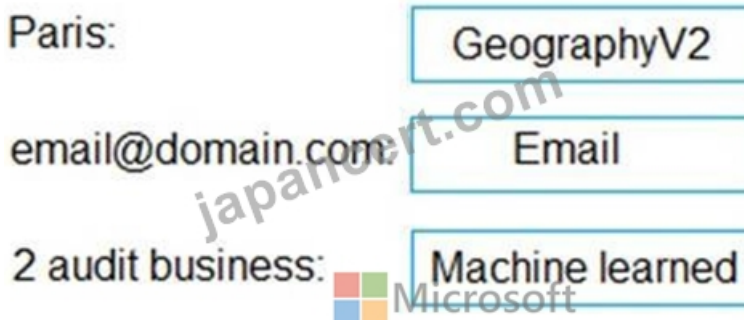 Paris:
GeographyV2
email@domain.com:
Email
2 audit business:
Machine learned
japancert.com
Microsoft